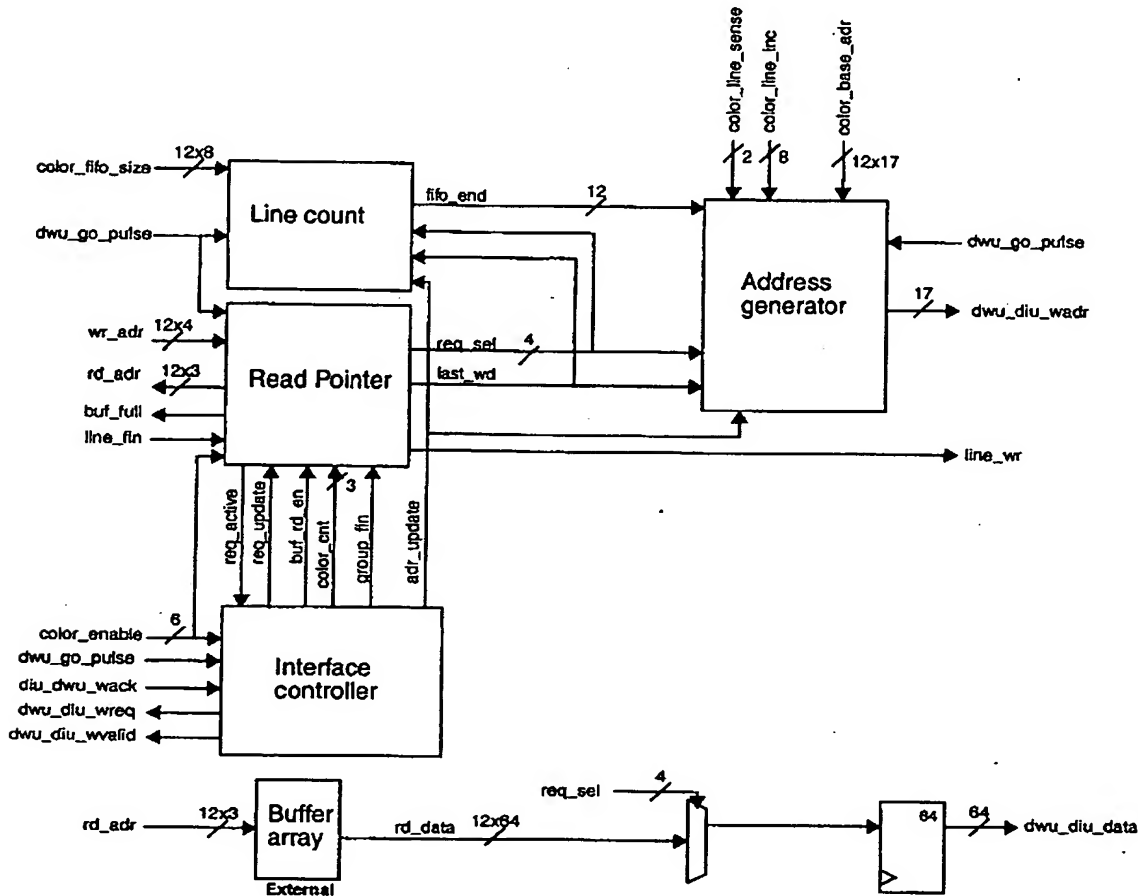 color_line_sense
color_line_inc
color_base_adr
2
8
12x17
color_fifo_size
12x8
Line count
fifo_end
12
dwu_go_pulse
Address
generator
dwu_go_pulse
17
dwu_diu_wadr
wr_adr
12x4
rd_adr
12x3
buf_full
line_fin
Read Pointer
req_sel
4
last_wd
line_wr
req_active
req_update
buf_rd_en
color_cnt
3
group_fin
adr_update
color_enable
6
dwu_go_pulse
diu_dwu_wack
dwu_diu_wreq
dwu_diu_wvalid
Interface
controller
rd_adr
12x3
Buffer
array
External
rd_data
12x64
req_sel
4
64
64
dwu_diu_data